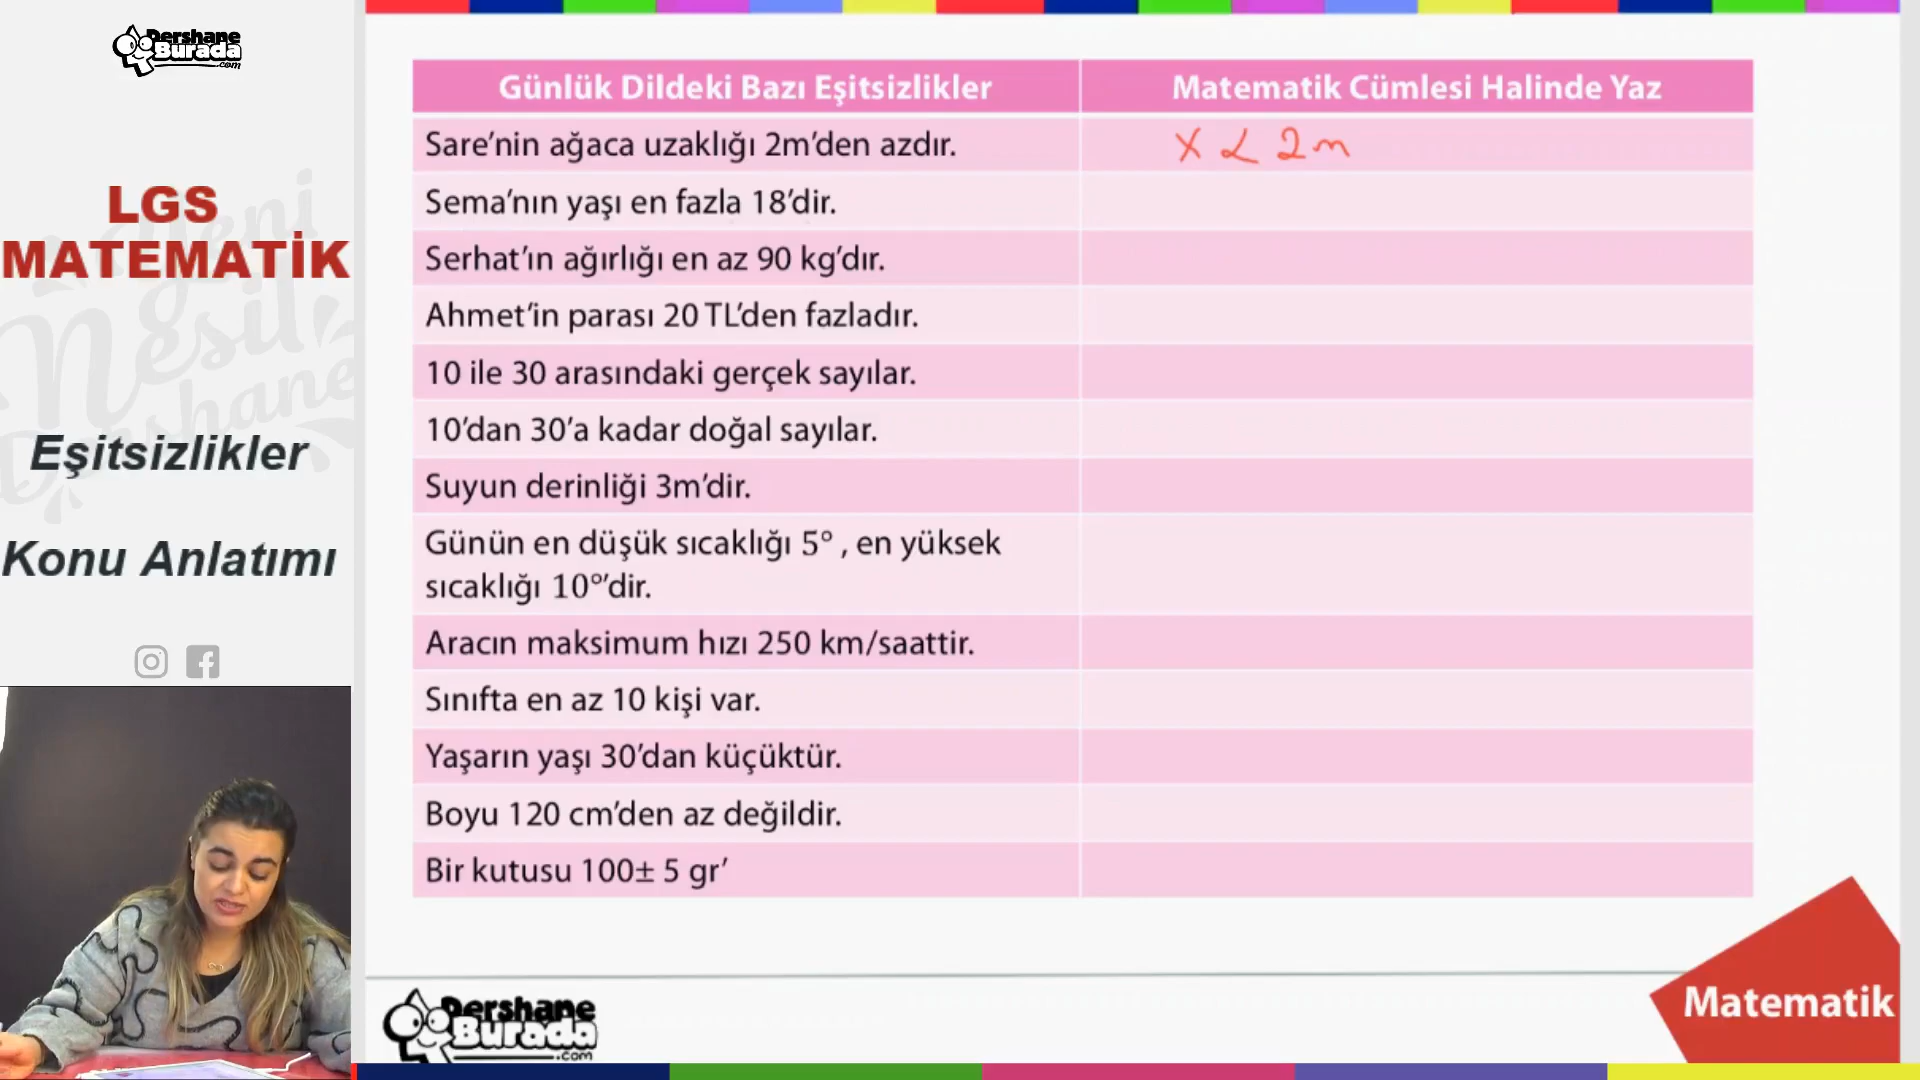 Dershane
Burada
.com
LGS
MATEMATİK
Yeni
Nesil
Dershane
Eşitsizlikler
Konu Anlatımı
Günlük Dildeki Bazı Eşitsizlikler	Matematik Cümlesi Halinde Yaz
Sare’nin ağaca uzaklığı 2m’den azdır.	x < 2m
Sema’nın yaşı en fazla 18’dir.
Serhat’ın ağırlığı en az 90 kg’dır.
Ahmet’in parası 20 TL’den fazladır.
10 ile 30 arasındaki gerçek sayılar.
10’dan 30’a kadar doğal sayılar.
Suyun derinliği 3m’dir.
Günün en düşük sıcaklığı 5° , en yüksek
sıcaklığı 10°’dir.
Aracın maksimum hızı 250 km/saattir.
Sınıfta en az 10 kişi var.
Yaşarın yaşı 30’dan küçüktür.
Boyu 120 cm’den az değildir.
Bir kutusu 100± 5 gr’
Dershane
Burada
.com
Matematik